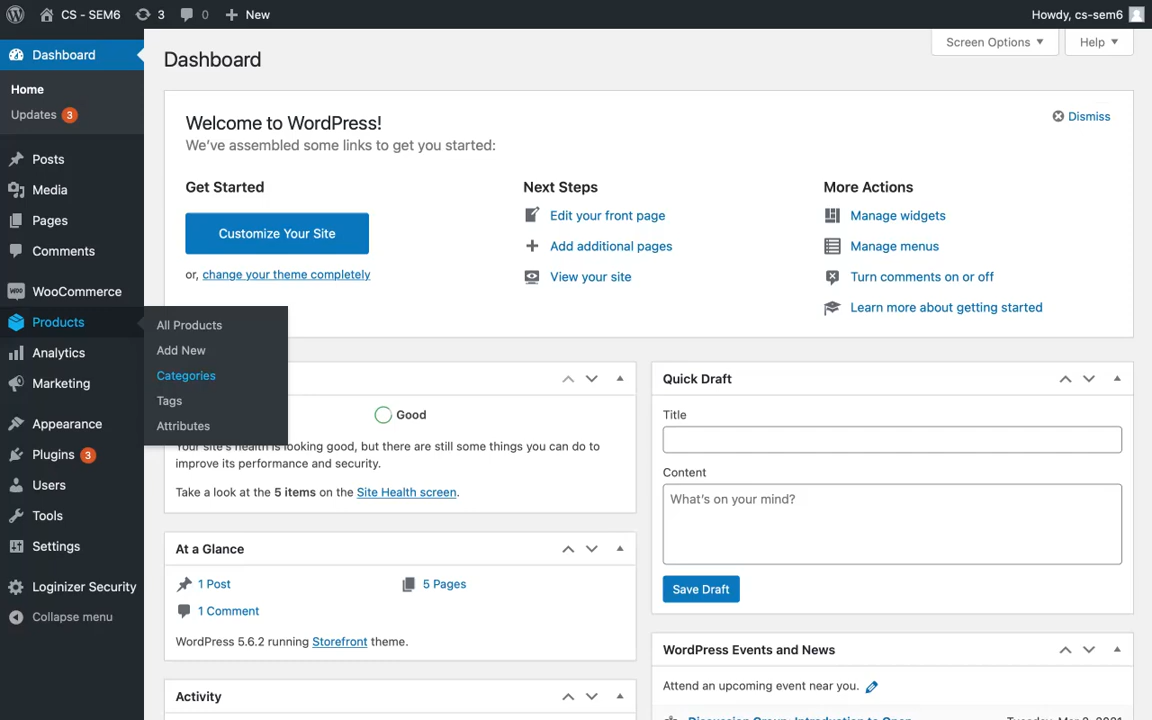 CS - SEM6 3 0 New Howdy, cs-sem6
Dashboard
Home
Updates 3
Posts
Media
Pages
Comments
WooCommerce
Products
Analytics
Marketing
Appearance
Plugins 3
Users
Tools
Settings
Loginizer Security
Collapse menu
All Products
Add New
Categories
Tags
Attributes
Screen Options Help
Dashboard
Welcome to WordPress!
We've assembled some links to get you started:
Dismiss
Get Started
Customize Your Site
or, change your theme completely
Next Steps
Edit your front page
Add additional pages
View your site
More Actions
Manage widgets
Manage menus
Turn comments on or off
Learn more about getting started
Good
Your site's health is looking good, but there are still some things you can do to
improve its performance and security.
Take a look at the 5 items on the Site Health screen.
At a Glance
1 Post 5 Pages
1 Comment
WordPress 5.6.2 running Storefront theme.
Activity
Quick Draft
Title
Content
What's on your mind?
Save Draft
WordPress Events and News
Attend an upcoming event near you.
Discussion Group: Introduction to Open Tuesday, Mar 2, 2021